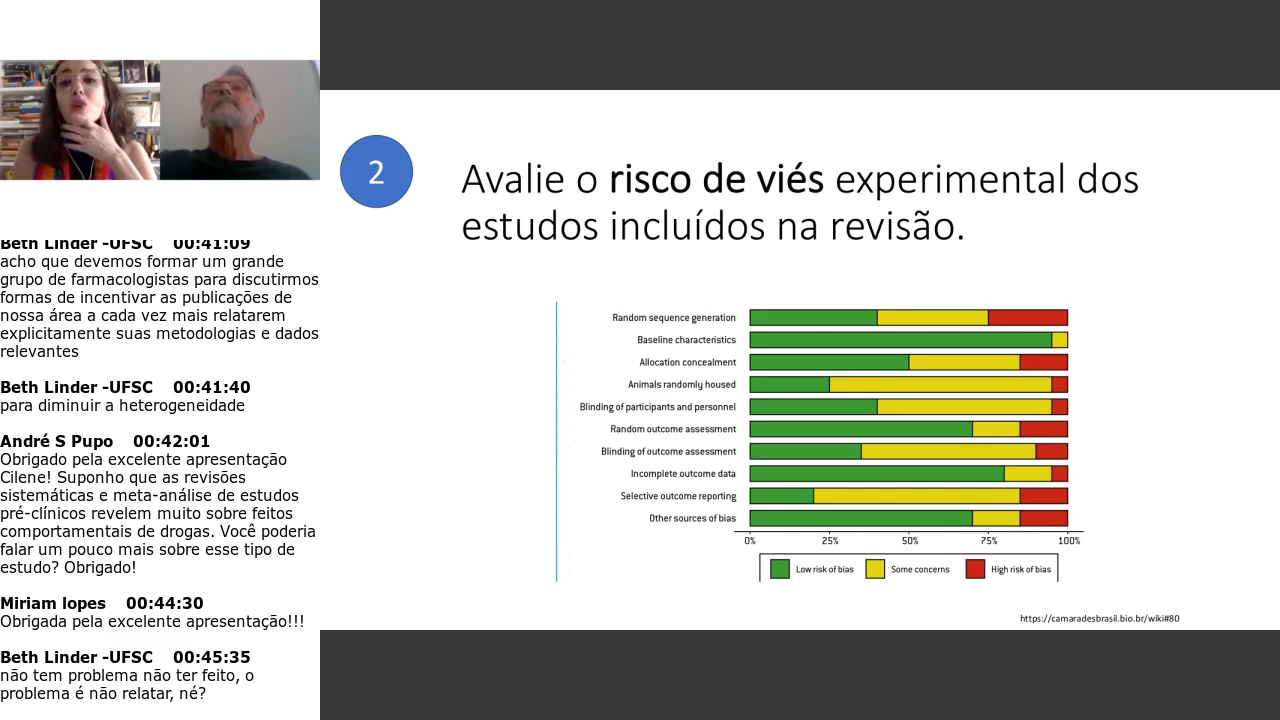 Beth Linder -UFSC 00:41:09
acho que devemos formar um grande
grupo de farmacologistas para discutirmos
formas de incentivar as publicações de
nossa área a cada vez mais relatarem
explicitamente suas metodologias e dados
relevantes
Beth Linder -UFSC 00:41:40
para diminuir a heterogeneidade
André S Pupo 00:42:01
Obrigado pela excelente apresentação
Cilene! Suponho que as revisões
sistemáticas e meta-análise de estudos
pré-clínicos revelem muito sobre feitos
comportamentais de drogas. Você poderia
falar um pouco mais sobre esse tipo de
estudo? Obrigado!
Miriam lopes 00:44:30
Obrigada pela excelente apresentação!!!
Beth Linder -UFSC 00:45:35
não tem problema não ter feito, o
problema é não relatar, né?
2
Avalie o risco de viés experimental dos
estudos incluídos na revisão.
Random sequence generation
Baseline characteristics
Allocation concealment
Animals randomly housed
Blinding of participants and personnel
Random outcome assessment
Blinding of outcome assessment
Incomplete outcome data
Selective outcome reporting
Other sources of bias
0% 25% 50% 75% 100%
Low risk of bias Some concerns High risk of bias
https://camaradesbrasil.bio.br/wiki#80